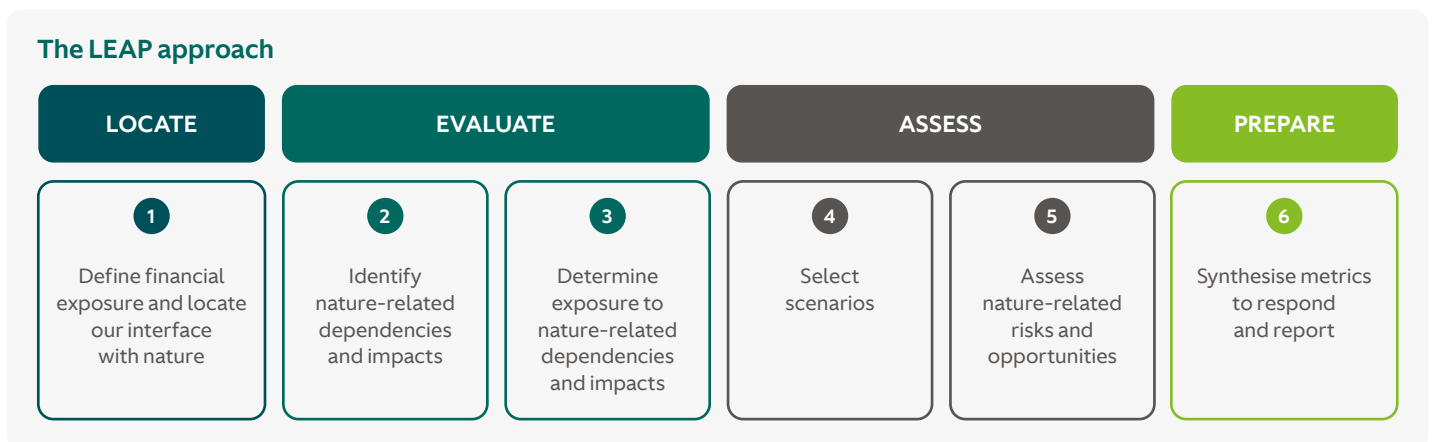 The LEAP approach
LOCATE
EVALUATE
ASSESS
PREPARE
1
Define financial
exposure and locate
our interface
with nature
2
Identify
nature-related
dependencies
and impacts
3
Determine
exposure to
nature-related
dependencies
and impacts
4
Select
scenarios
5
Assess
nature-related
risks and
opportunities
6
Synthesise metrics
to respond
and report